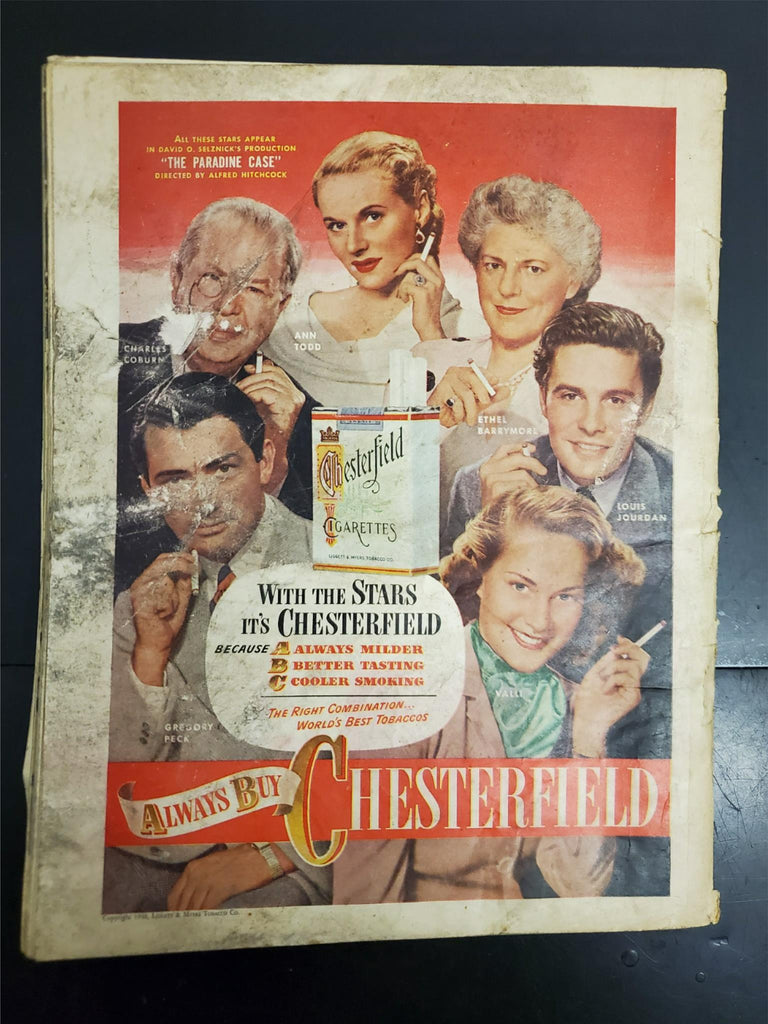 ALL THESE STARS APPEAR
IN DAVID O. SELZNICK'S PRODUCTION
"THE PARADINE CASE"
DIRECTED BY ALFRED HITCHCOCK
CHARLES
COBURN
ANN
TODD
ETHEL
BARRYMORE
LOUIS
JOURDAN
Chesterfield
CIGARETTES
LIGGETT & MYERS TOBACCO CO.
WITH THE STARS
IT'S CHESTERFIELD
BECAUSE A ALWAYS MILDER
B BETTER TASTING
C COOLER SMOKING
THE RIGHT COMBINATION...
WORLD'S BEST TOBACCOS
VALLI
GREGORY
PECK
ALWAYS BUY CHESTERFIELD
Copyright 1948, LIGGETT & MYERS TOBACCO CO.